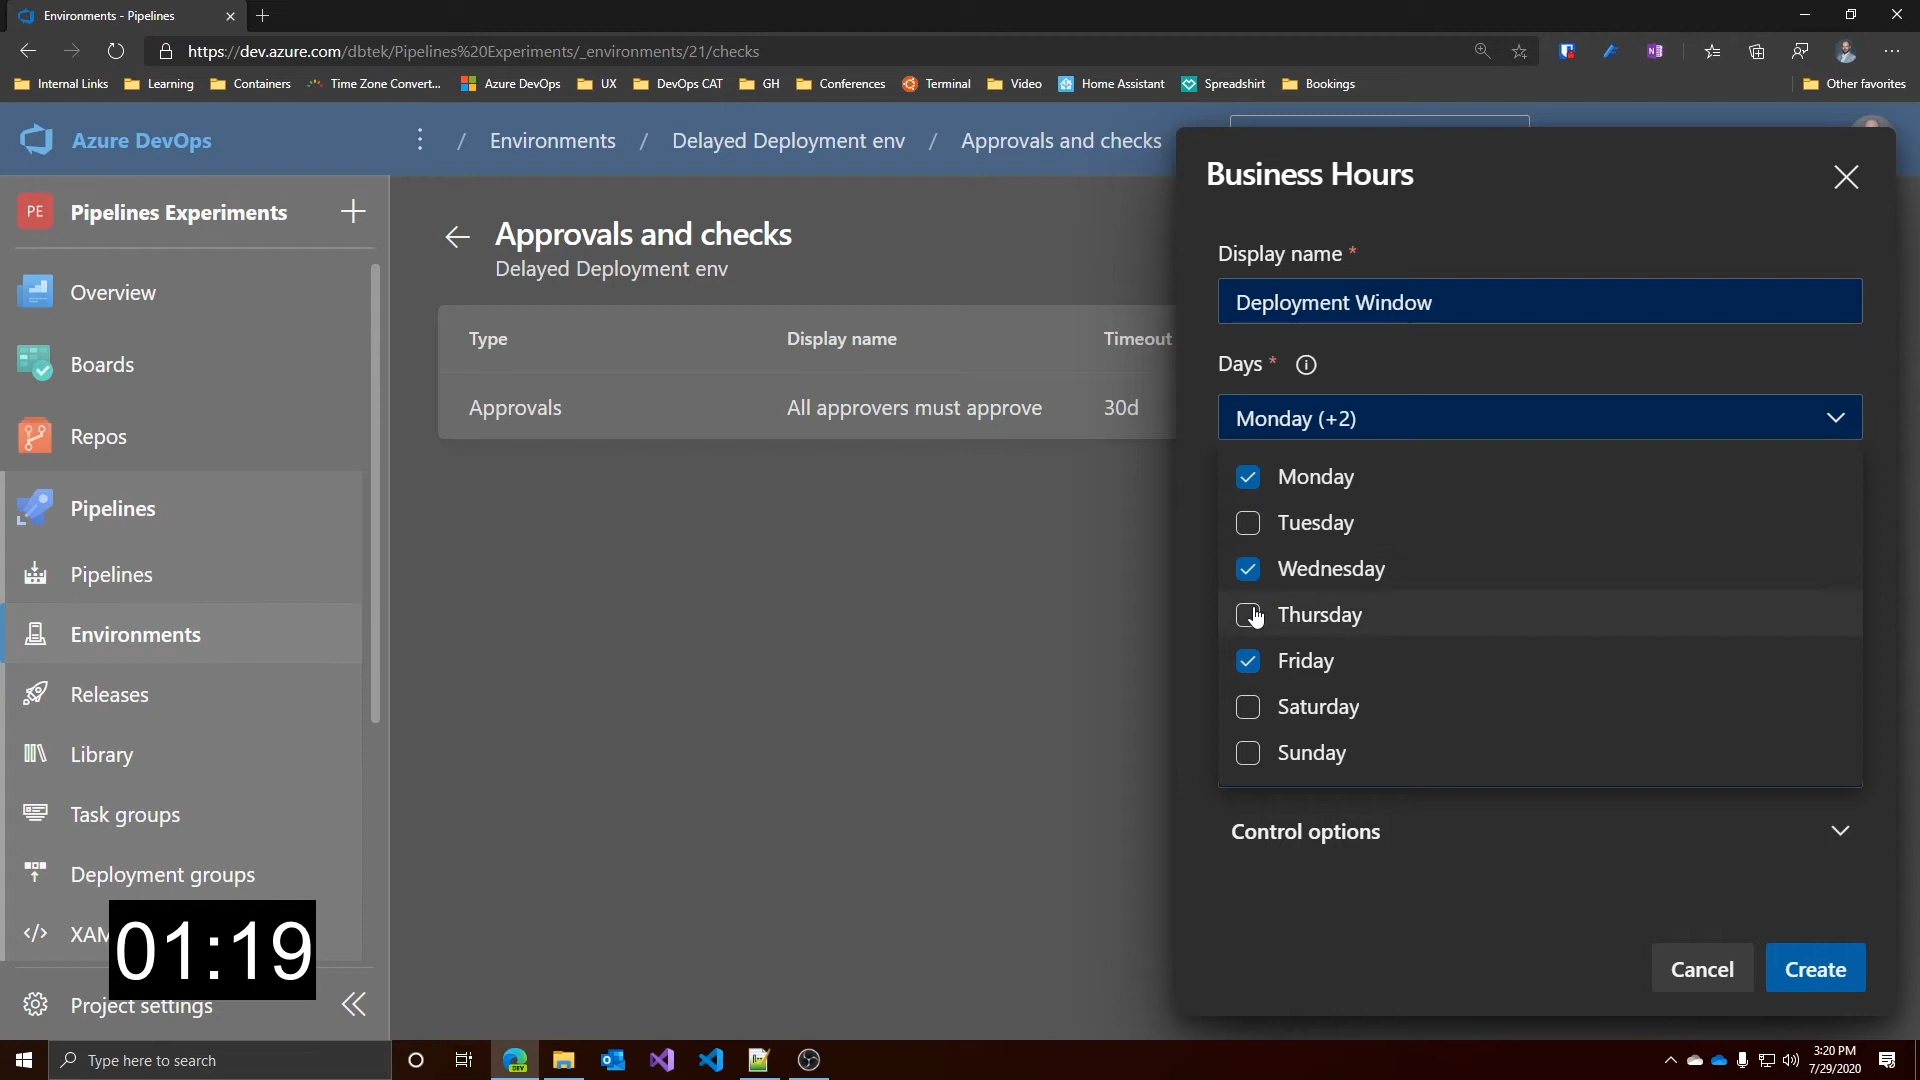 Environments - Pipelines
https://dev.azure.com/dbtek/Pipelines%20Experiments/_environments/21/checks
Internal Links
Learning
Containers
Time Zone Convert...
Azure DevOps
UX
DevOps CAT
GH
Conferences
Terminal
Video
Home Assistant
Spreadshirt
Bookings
Other favorites
Azure DevOps
/ Environments / Delayed Deployment env / Approvals and checks
PE
Pipelines Experiments
Overview
Boards
Repos
Pipelines
Pipelines
Environments
Releases
Library
Task groups
Deployment groups
XAM
Project settings
01:19
Approvals and checks
Delayed Deployment env
Type Display name Timeout
Approvals All approvers must approve 30d
Business Hours
Display name *
Deployment Window
Days *
Monday (+2)
Monday
Tuesday
Wednesday
Thursday
Friday
Saturday
Sunday
Control options
Cancel
Create
Type here to search
DEV
3:20 PM
7/29/2020